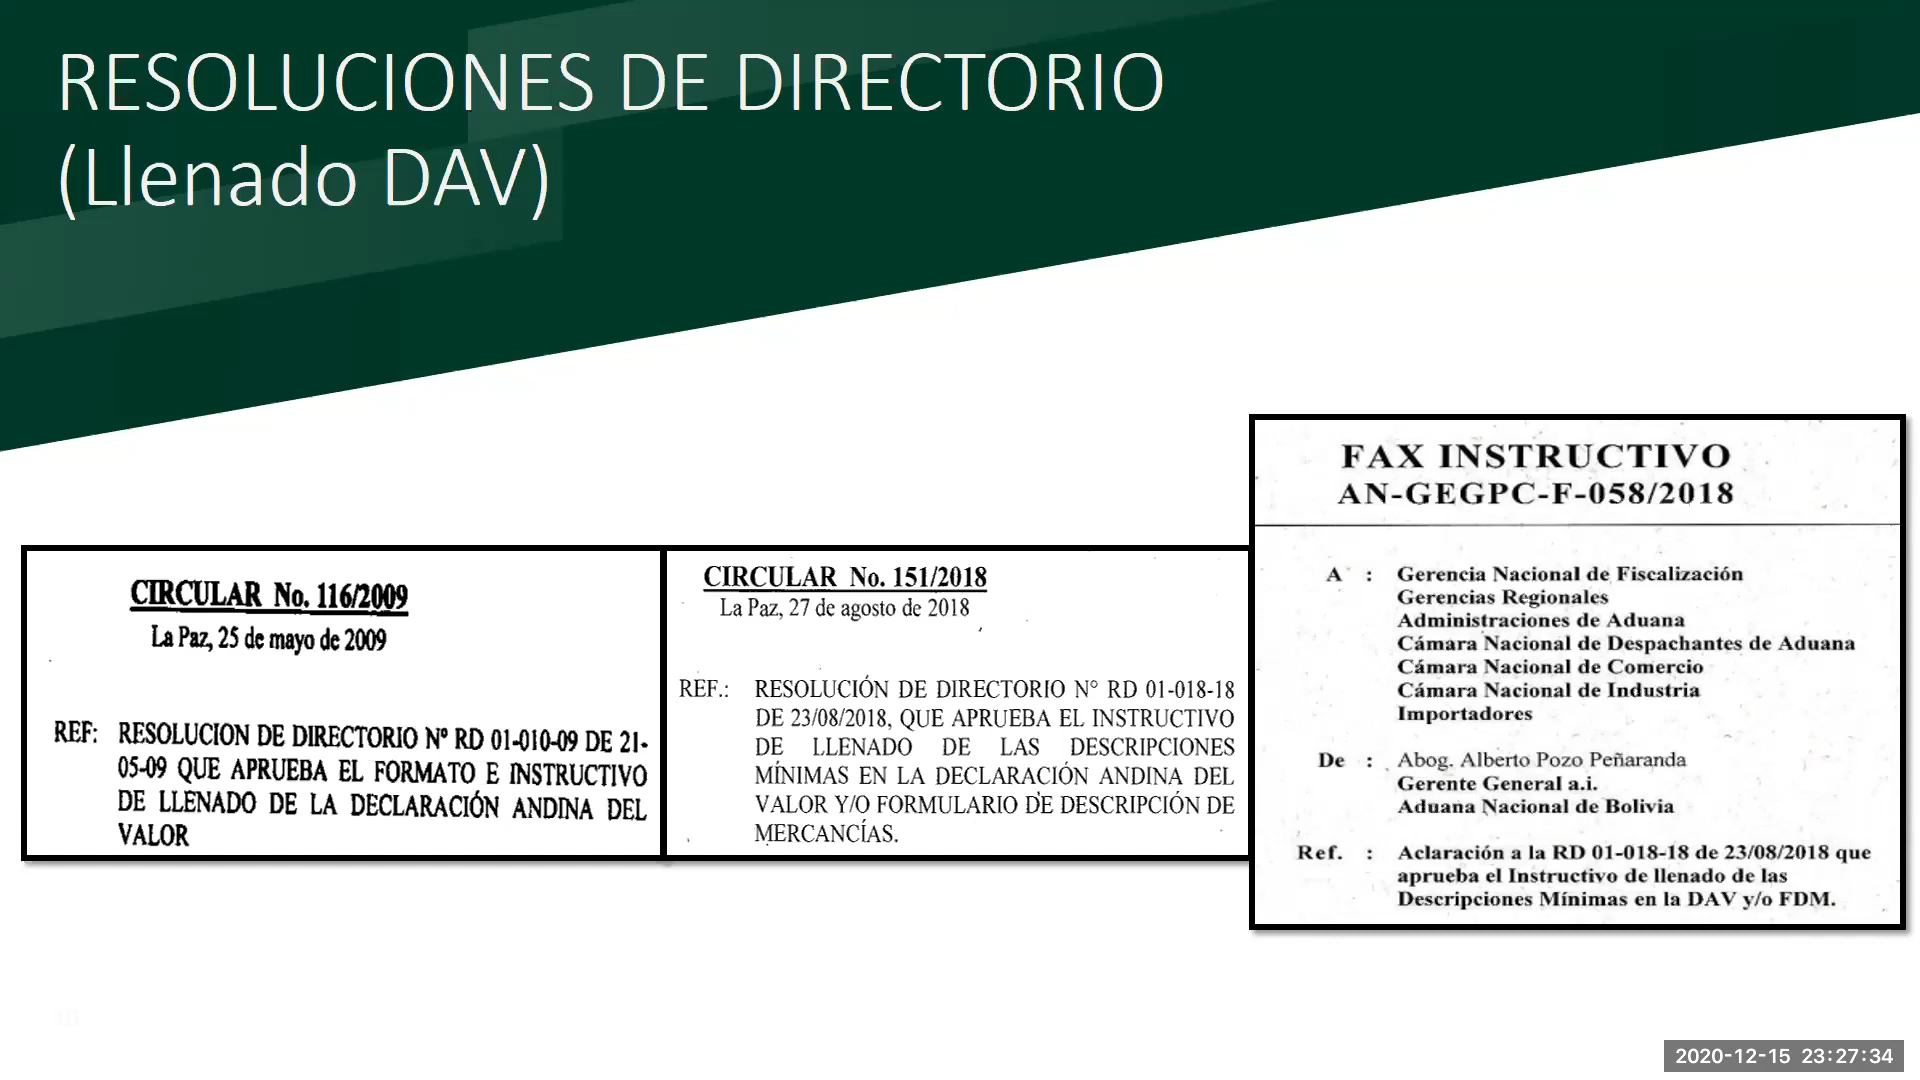 RESOLUCIONES DE DIRECTORIO
(Llenado DAV)
CIRCULAR No. 116/2009
La Paz, 25 de mayo de 2009
REF: RESOLUCION DE DIRECTORIO Nº RD 01-010-09 DE 21-
05-09 QUE APRUEBA EL FORMATO E INSTRUCTIVO
DE LLENADO DE LA DECLARACIÓN ANDINA DEL
VALOR
CIRCULAR No. 151/2018
La Paz, 27 de agosto de 2018
REF.: RESOLUCIÓN DE DIRECTORIO N° RD 01-018-18
DE 23/08/2018, QUE APRUEBA EL INSTRUCTIVO
DE LLENADO DE LAS DESCRIPCIONES
MÍNIMAS EN LA DECLARACIÓN ANDINA DEL
VALOR Y/O FORMULARIO DE DESCRIPCIÓN DE
MERCANCÍAS.
FAX INSTRUCTIVO
AN-GEGPC-F-058/2018
A : Gerencia Nacional de Fiscalización
Gerencias Regionales
Administraciones de Aduana
Cámara Nacional de Despachantes de Aduana
Cámara Nacional de Comercio
Cámara Nacional de Industria
Importadores
De : Abog. Alberto Pozo Peñaranda
Gerente General a.i.
Aduana Nacional de Bolivia
Ref. : Aclaración a la RD 01-018-18 de 23/08/2018 que
aprueba el Instructivo de llenado de las
Descripciones Mínimas en la DAV y/o FDM.
2020-12-15 23:27:34